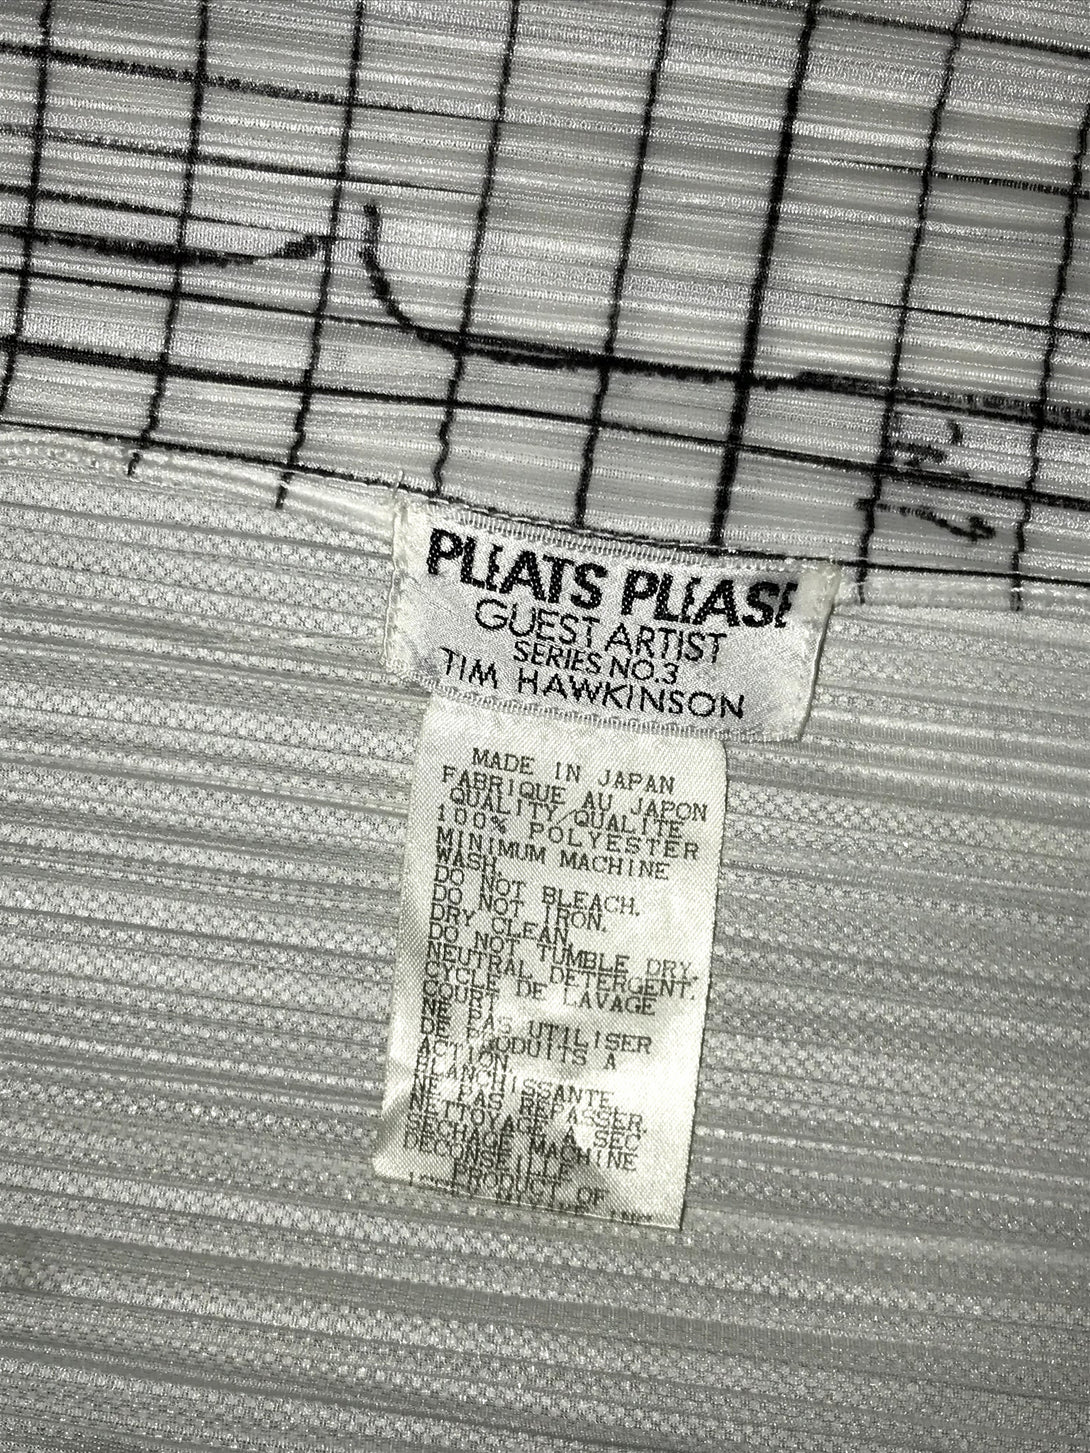 PLEATS PLEASE
GUEST ARTIST
SERIES NO.3
TIM HAWKINSON
MADE IN JAPAN
FABRIQUE AU JAPON
QUALITY/QUALITE
100% POLYESTER
MINIMUM MACHINE
WASH.
DO NOT BLEACH.
DO NOT IRON.
DRY CLEAN.
DO NOT TUMBLE DRY.
NEUTRAL DETERGENT.
CYCLE DE LAVAGE
COURT
NE PAS UTILISER
DE PRODUITS A
ACTION
BLANCHISSANTE.
NE PAS REPASSER.
NETTOYAGE A SEC
SECHAGE MACHINE
DECONSEILLE
PRODUCT OF